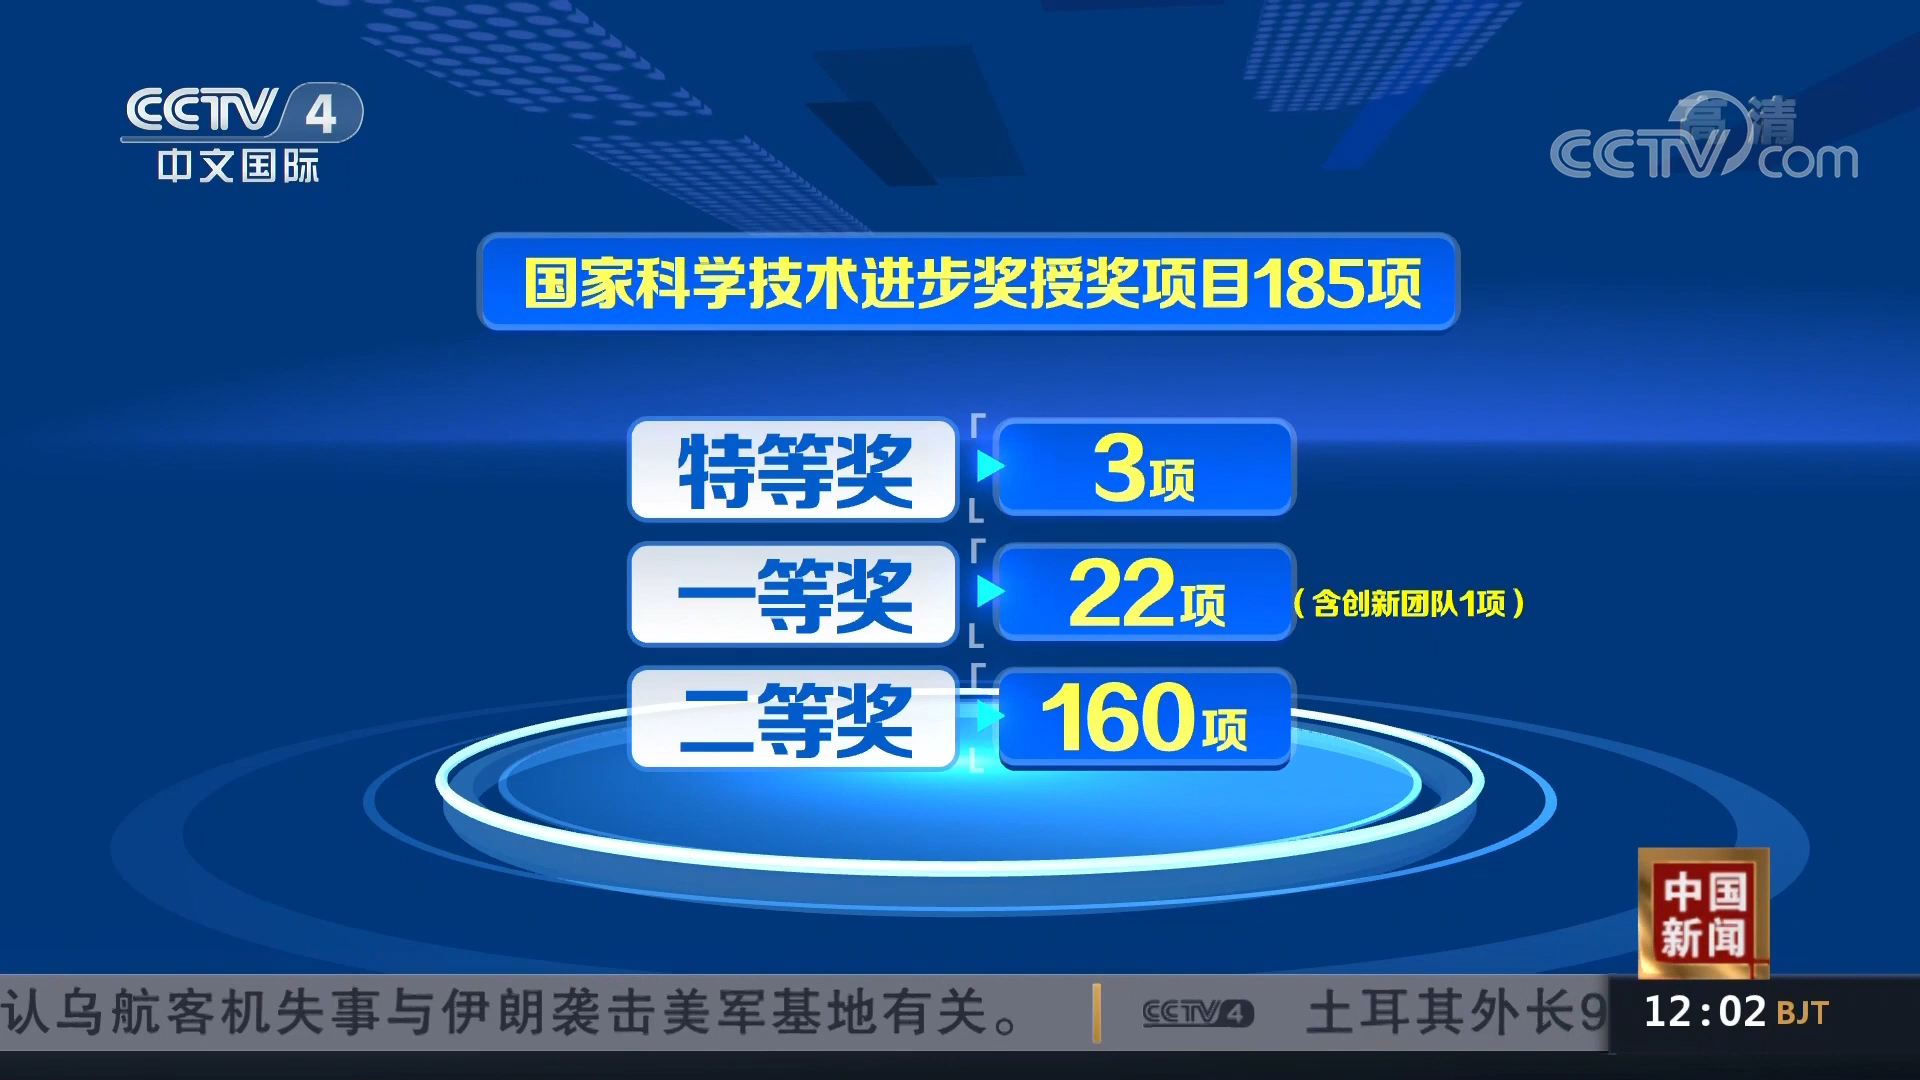 CCTV 4
中文国际
高清
CCTV.com
国家科学技术进步奖授奖项目185项
特等奖 3项
一等奖 22项 （含创新团队1项）
二等奖 160项
中国
新闻
认乌航客机失事与伊朗袭击美军基地有关。 CCTV4 土耳其外长9
12:02 BJT